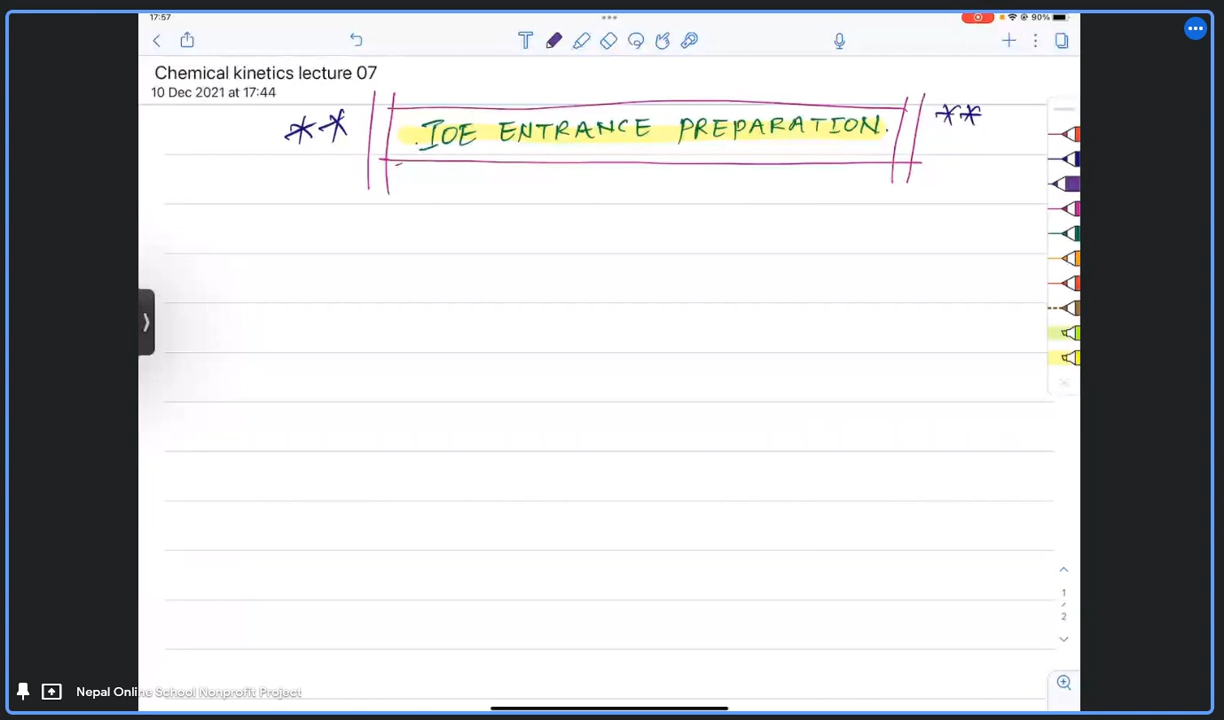 17:57
90%
Chemical kinetics lecture 07
10 Dec 2021 at 17:44
** IOE ENTRANCE PREPARATION. **
1
2
Nepal Online School Nonprofit Project